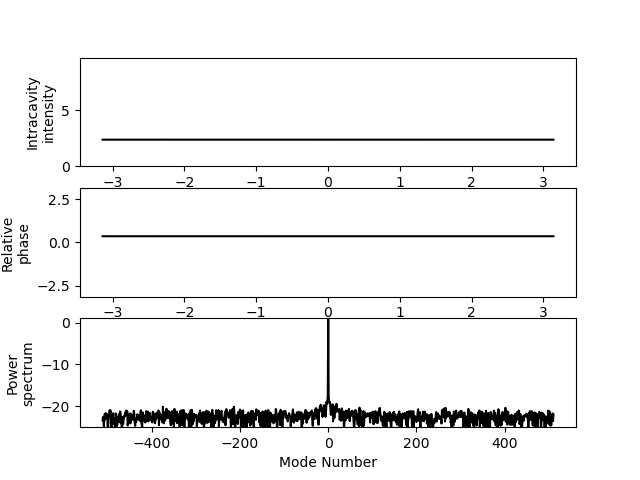 Intracavity
intensity
5
0
−3 −2 −1 0 1 2 3
Relative
phase
2.5
0.0
−2.5
−3 −2 −1 0 1 2 3
Power
spectrum
0
−10
−20
−400 −200 0 200 400
Mode Number